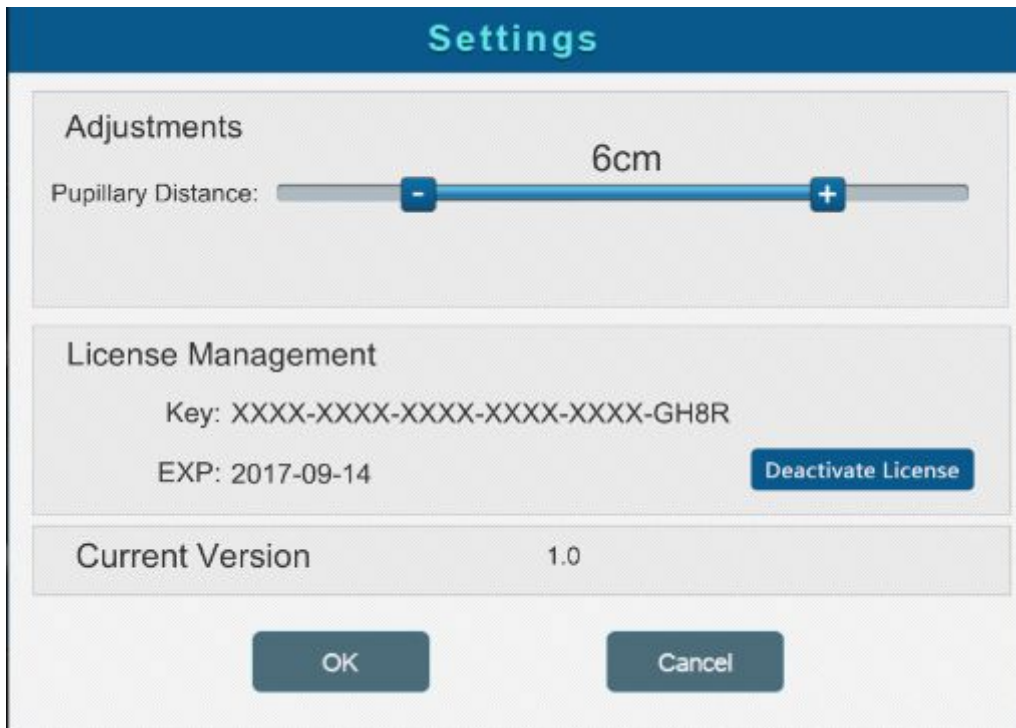 Settings
Adjustments
6cm
Pupillary Distance: - +
License Management
Key: XXXX-XXXX-XXXX-XXXX-XXXX-GH8R
EXP: 2017-09-14 Deactivate License
Current Version 1.0
OK Cancel